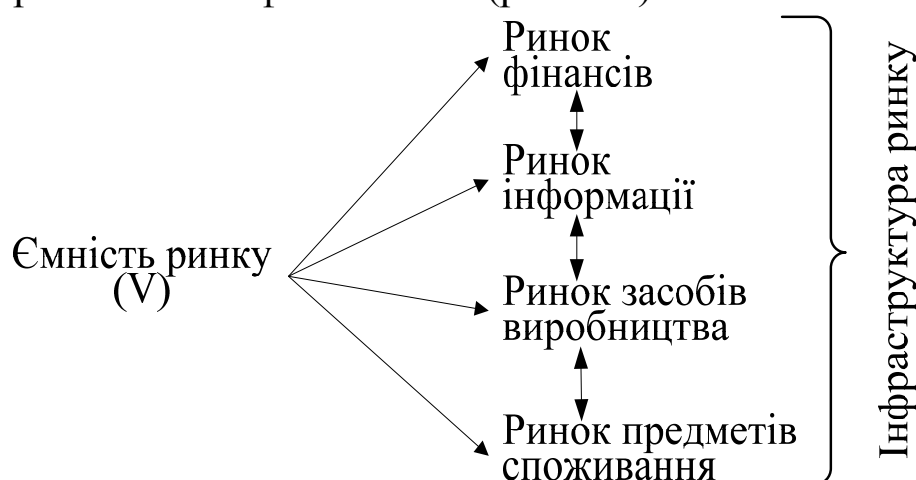 Ринок
фінансів
Ринок
інформації
Ємність ринку
(V)
Ринок засобів
виробництва
Ринок предметів
споживання
Інфраструктура ринку